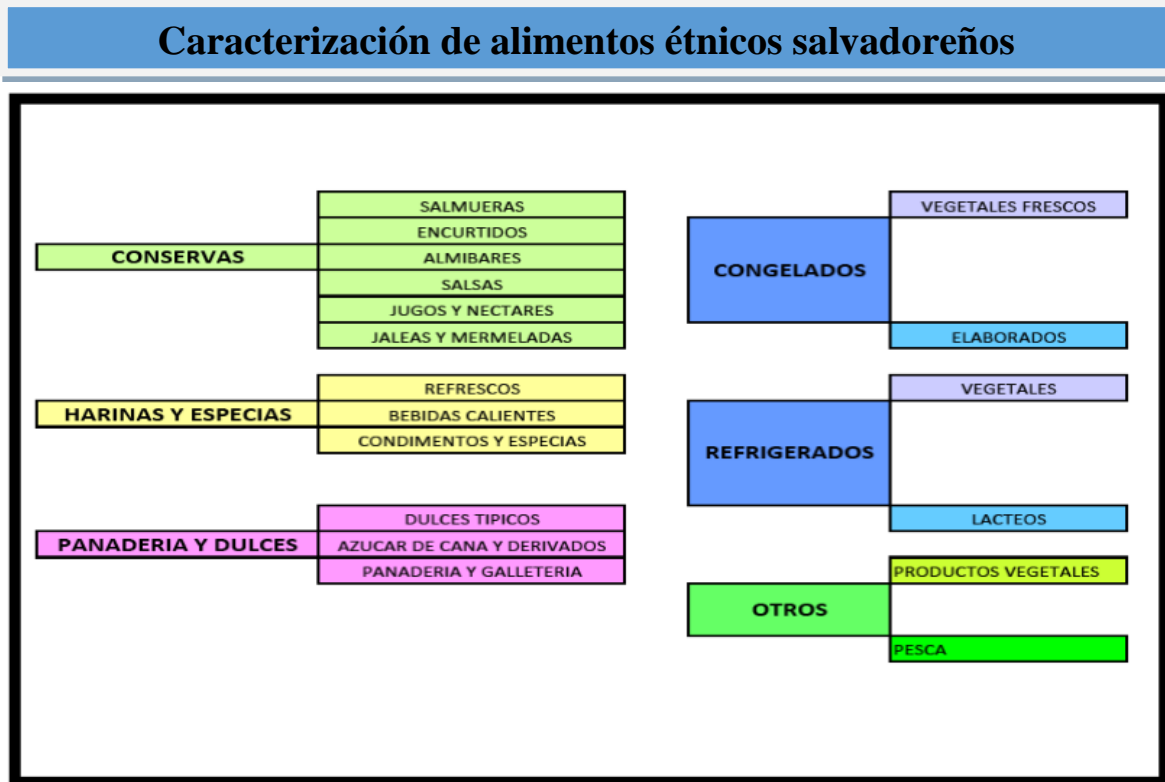 Caracterización de alimentos étnicos salvadoreños
CONSERVAS
SALMUERAS
ENCURTIDOS
ALMIBARES
SALSAS
JUGOS Y NECTARES
JALEAS Y MERMELADAS
HARINAS Y ESPECIAS
REFRESCOS
BEBIDAS CALIENTES
CONDIMENTOS Y ESPECIAS
PANADERIA Y DULCES
DULCES TIPICOS
AZUCAR DE CANA Y DERIVADOS
PANADERIA Y GALLETERIA
CONGELADOS
VEGETALES FRESCOS
ELABORADOS
REFRIGERADOS
VEGETALES
LACTEOS
OTROS
PRODUCTOS VEGETALES
PESCA